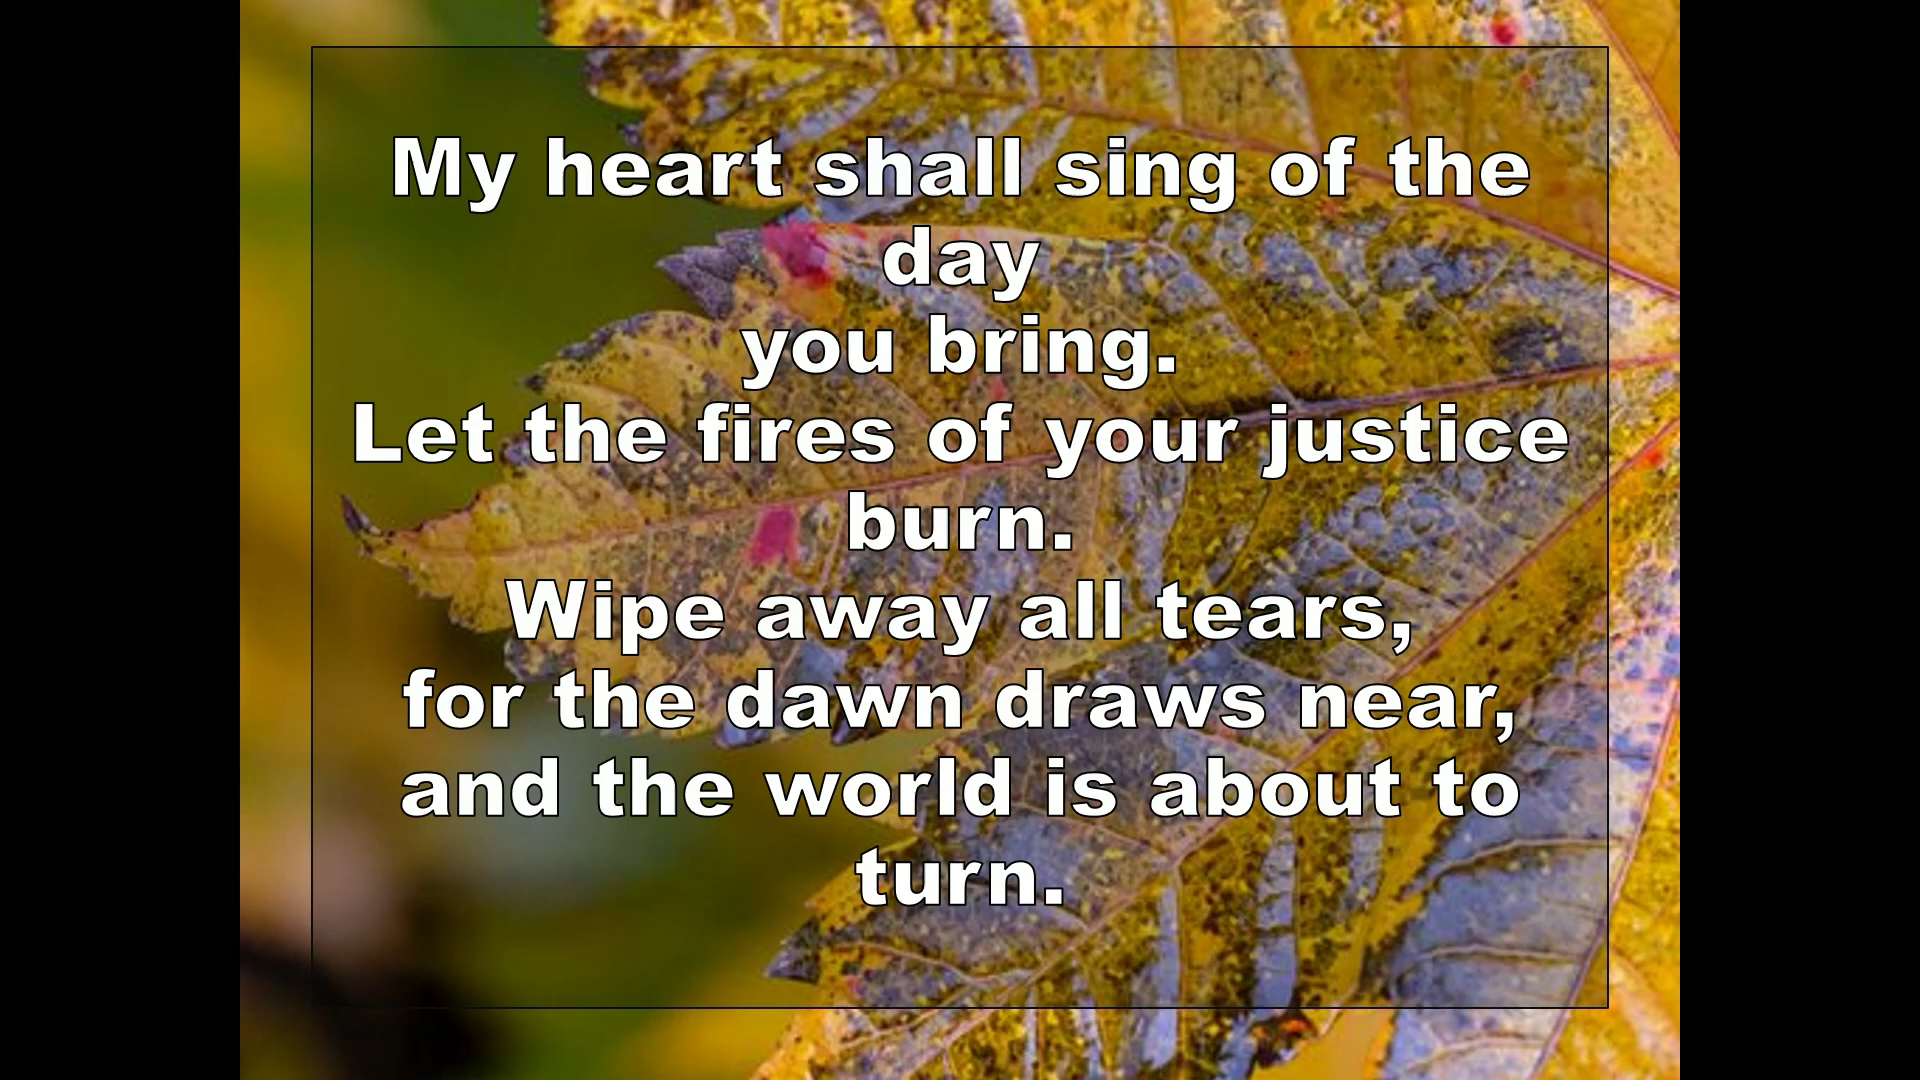 My heart shall sing of the
day
you bring.
Let the fires of your justice
burn.
Wipe away all tears,
for the dawn draws near,
and the world is about to
turn.